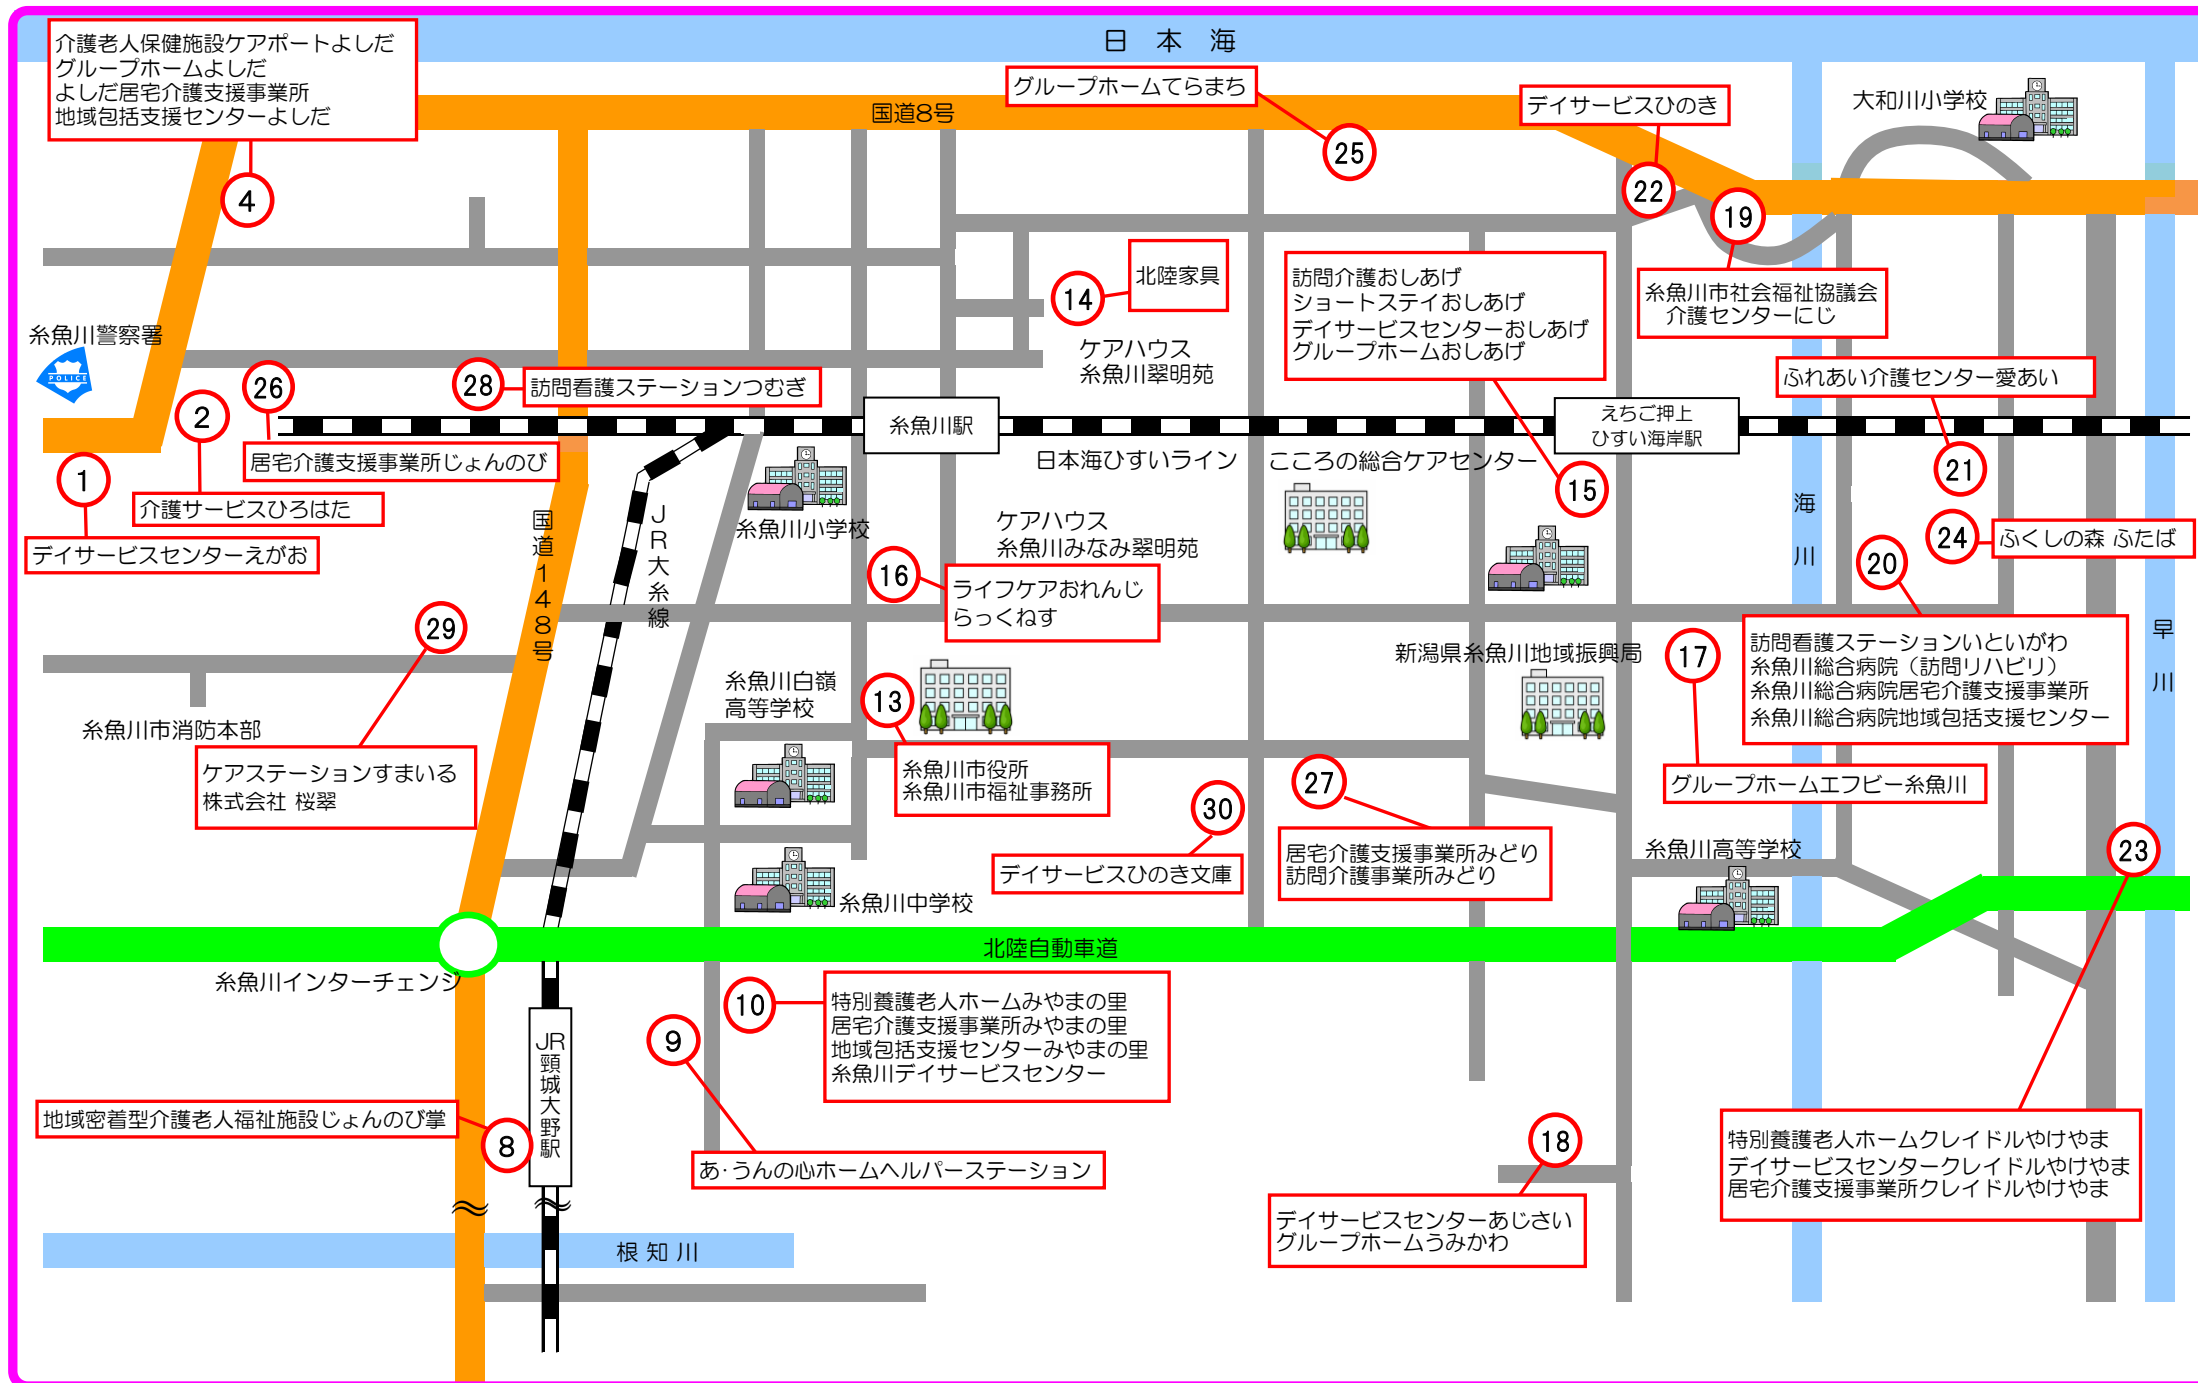 日本海
介護老人保健施設ケアポートよしだ
グループホームよしだ
よしだ居宅介護支援事業所
地域包括支援センターよしだ
4
国道8号
グループホームてらまち
25
デイサービスひのき
22
大和川小学校
19
糸魚川市社会福祉協議会
介護センターにじ
14
北陸家具
ケアハウス
糸魚川翠明苑
訪問介護おしあげ
ショートステイおしあげ
デイサービスセンターおしあげ
グループホームおしあげ
15
糸魚川警察署
POLICE
26
居宅介護支援事業所じょんのび
28
訪問看護ステーションつむぎ
2
介護サービスひろはた
1
デイサービスセンターえがお
糸魚川駅
えちご押上
ひすい海岸駅
日本海ひすいライン
こころの総合ケアセンター
ふれあい介護センター愛あい
21
24
ふくしの森 ふたば
海川
早川
国道148号
JR大糸線
糸魚川小学校
ケアハウス
糸魚川みなみ翠明苑
16
ライフケアおれんじ
らっくねす
20
訪問看護ステーションいといがわ
糸魚川総合病院（訪問リハビリ）
糸魚川総合病院居宅介護支援事業所
糸魚川総合病院地域包括支援センター
29
ケアステーションすまいる
株式会社 桜翠
糸魚川市消防本部
糸魚川白嶺
高等学校
13
糸魚川市役所
糸魚川市福祉事務所
新潟県糸魚川地域振興局
17
グループホームエフビー糸魚川
30
デイサービスひのき文庫
27
居宅介護支援事業所みどり
訪問介護事業所みどり
糸魚川高等学校
23
特別養護老人ホームクレイドルやけやま
デイサービスセンタークレイドルやけやま
居宅介護支援事業所クレイドルやけやま
糸魚川中学校
北陸自動車道
糸魚川インターチェンジ
10
特別養護老人ホームみやまの里
居宅介護支援事業所みやまの里
地域包括支援センターみやまの里
糸魚川デイサービスセンター
9
あ・うんの心ホームヘルパーステーション
JR頸城大野駅
地域密着型介護老人福祉施設じょんのび掌
8
18
デイサービスセンターあじさい
グループホームうみかわ
根知川